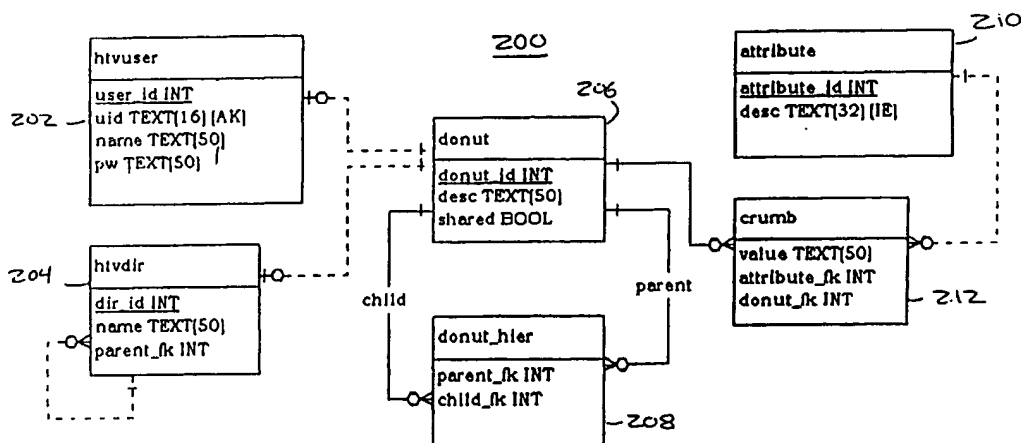 200
202
htvuser
user_id INT
uid TEXT(16) (AK)
name TEXT(50)
pw TEXT(50)
204
htvdir
dir_id INT
name TEXT(50)
parent_fk INT
206
donut
donut_id INT
desc TEXT(50)
shared BOOL
child
parent
donut_hier
parent_fk INT
child_fk INT
208
210
attribute
attribute_id INT
desc TEXT(32) (IE)
crumb
value TEXT(50)
attribute_fk INT
donut_fk INT
212